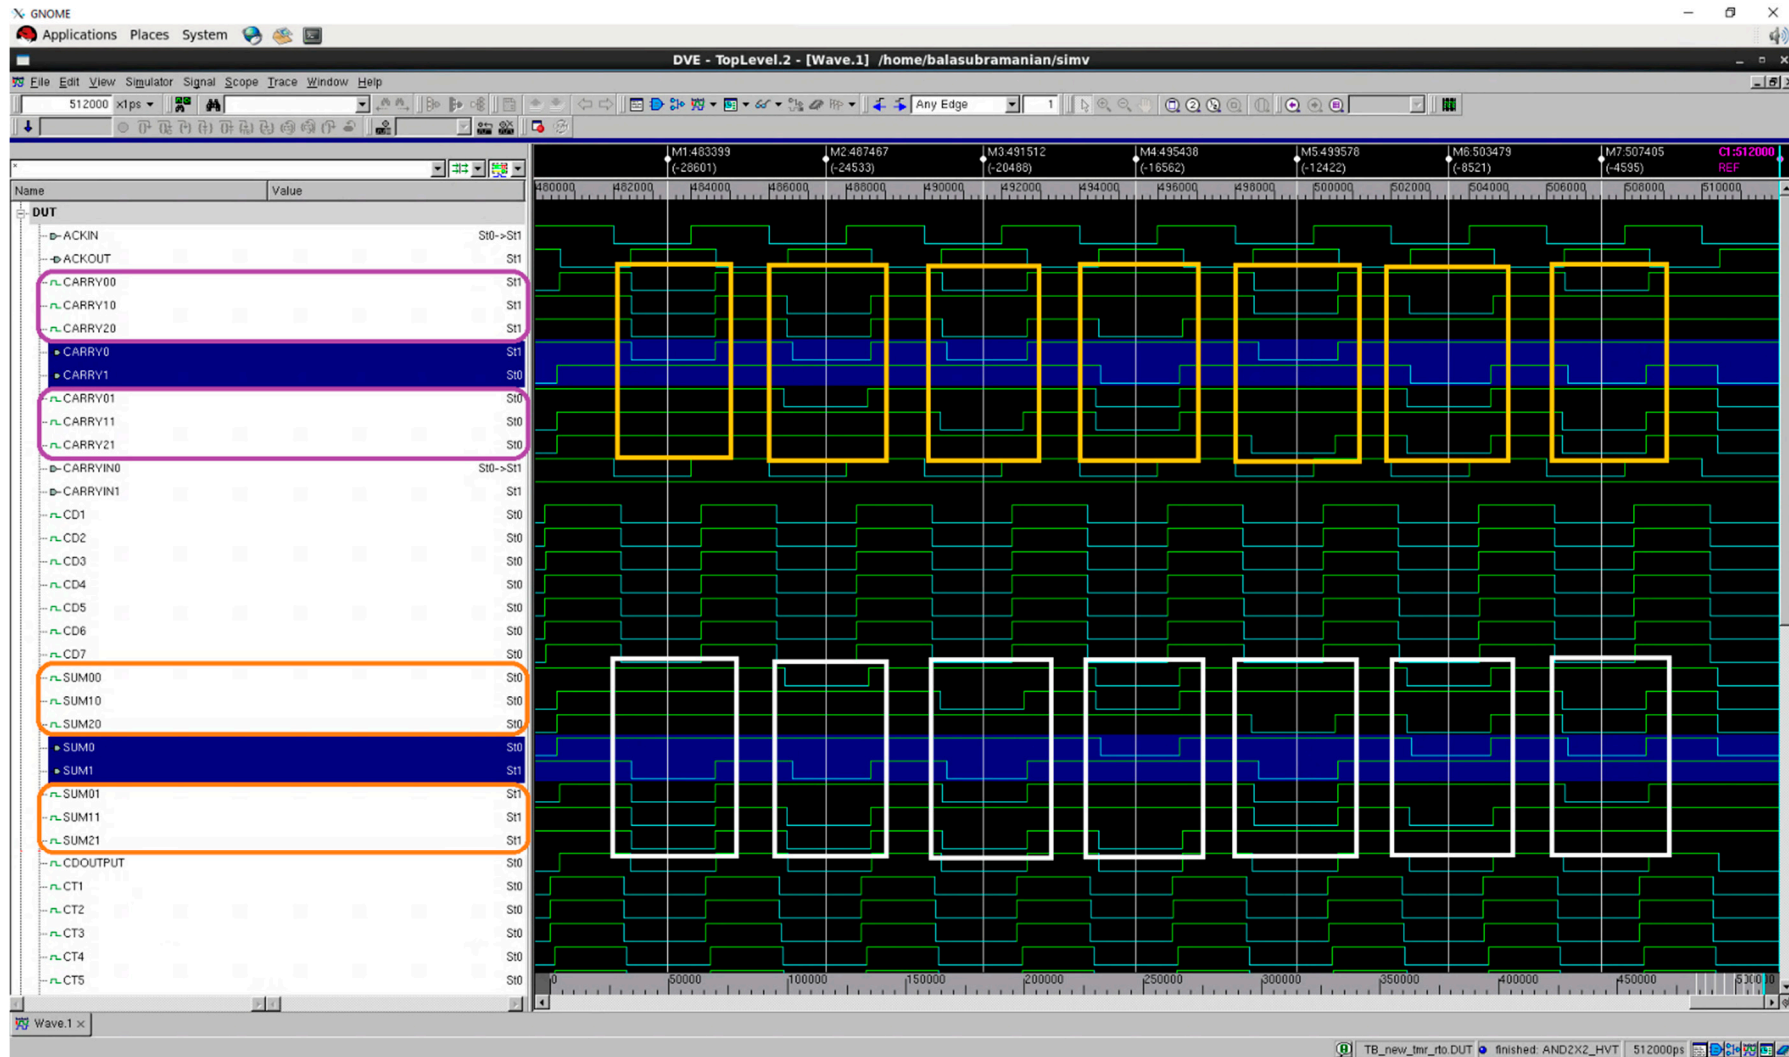 GNOME
Applications Places System
DVE - TopLevel.2 - [Wave.1] /home/balasubramanian/simv
File Edit View Simulator Signal Scope Trace Window Help
512000 x1ps
Any Edge
1
*
M1:483399 M2:487467 M3:491512 M4:495438 M5:499578 M6:503479 M7:507405 C1:512000
(-28601) (-24533) (-20488) (-16562) (-12422) (-8521) (-4595) REF
Name Value
480000 482000 484000 486000 488000 490000 492000 494000 496000 498000 500000 502000 504000 506000 508000 510000
DUT
ACKIN St0->St1
ACKOUT St1
CARRY00 St1
CARRY10 St1
CARRY20 St1
CARRY0 St1
CARRY1 St0
CARRY01 St0
CARRY11 St0
CARRY21 St0
CARRYIN0 St0->St1
CARRYIN1 St1
CD1 St0
CD2 St0
CD3 St0
CD4 St0
CD5 St0
CD6 St0
CD7 St0
SUM00 St0
SUM10 St0
SUM20 St0
SUM0 St0
SUM1 St1
SUM01 St1
SUM11 St1
SUM21 St1
CDOUTPUT St0
CT1 St0
CT2 St0
CT3 St0
CT4 St0
CT5 St0
0 50000 100000 150000 200000 250000 300000 350000 400000 450000
Wave.1
TB_new_tmr_rto.DUT finished: AND2X2_HVT 512000ps